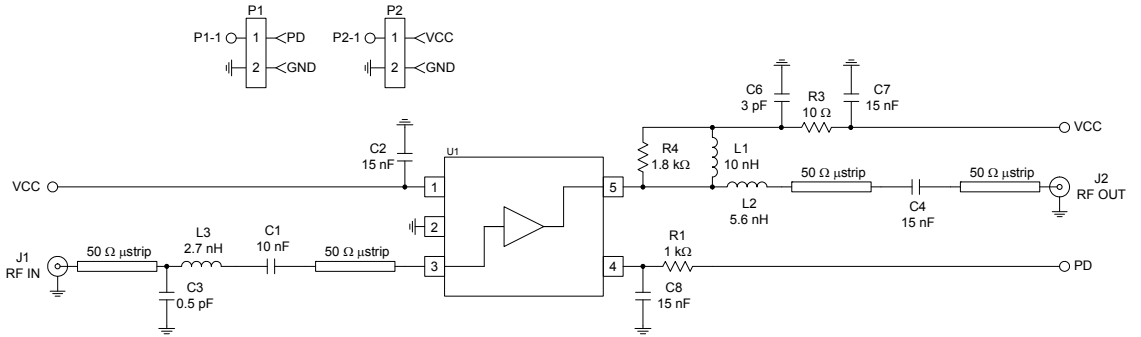 P1
P1-1
1
PD
2
GND
P2
P2-1
1
VCC
2
GND
C6
3 pF
R3
10 Ω
C7
15 nF
VCC
C2
15 nF
U1
R4
1.8 kΩ
L1
10 nH
VCC
1
5
L2
5.6 nH
50 Ω µstrip
C4
15 nF
50 Ω µstrip
J2
RF OUT
2
J1
RF IN
50 Ω µstrip
L3
2.7 nH
C1
10 nF
50 Ω µstrip
3
4
R1
1 kΩ
PD
C3
0.5 pF
C8
15 nF